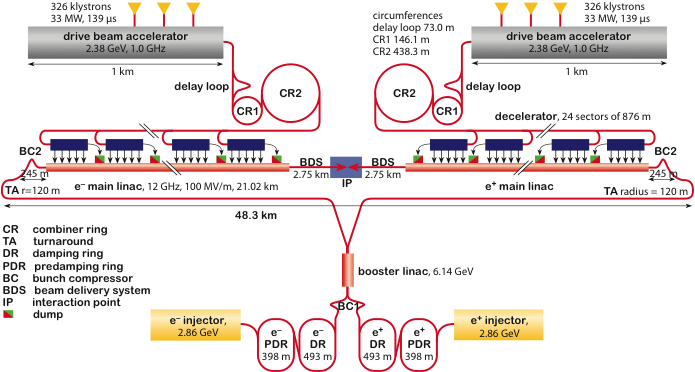 326 klystrons
33 MW, 139 µs
circumferences
delay loop 73.0 m
CR1 146.1 m
CR2 438.3 m
326 klystrons
33 MW, 139 µs
drive beam accelerator
2.38 GeV, 1.0 GHz
drive beam accelerator
2.38 GeV, 1.0 GHz
1 km
1 km
delay loop
CR2
CR1
CR2
CR1
delay loop
decelerator, 24 sectors of 876 m
BC2
BC2
245 m
BDS
2.75 km
IP
BDS
2.75 km
245 m
TA r=120 m
e– main linac, 12 GHz, 100 MV/m, 21.02 km
e+ main linac
TA radius = 120 m
48.3 km
CR combiner ring
TA turnaround
DR damping ring
PDR predamping ring
BC bunch compressor
BDS beam delivery system
IP interaction point
dump
booster linac, 6.14 GeV
BC1
e– injector,
2.86 GeV
e–
PDR
398 m
e–
DR
493 m
e+
DR
493 m
e+
PDR
398 m
e+ injector,
2.86 GeV